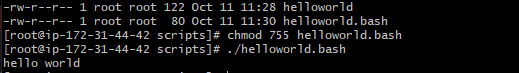 -rw-r--r-- 1 root root 122 Oct 11 11:28 helloworld
-rw-r--r-- 1 root root  80 Oct 11 11:30 helloworld.bash
[root@ip-172-31-44-42 scripts]# chmod 755 helloworld.bash
[root@ip-172-31-44-42 scripts]# ./helloworld.bash
hello world